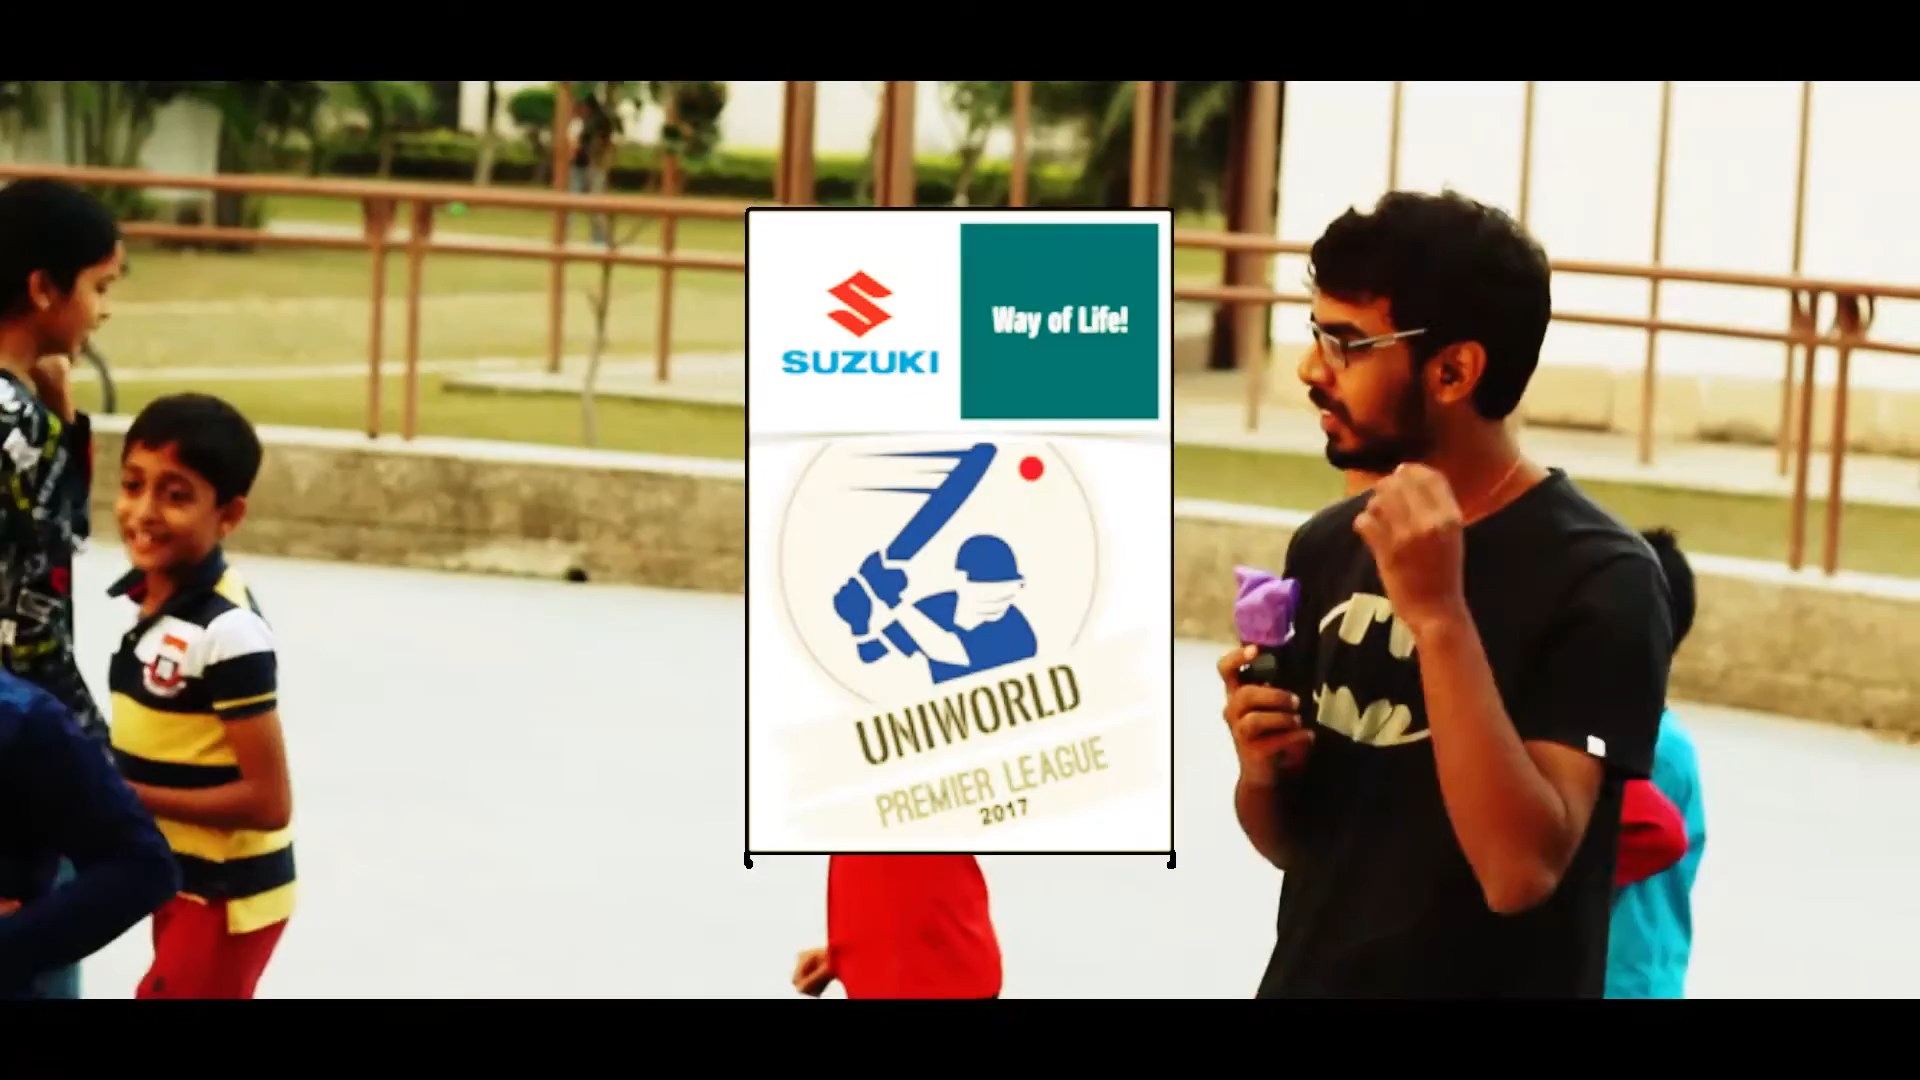 SUZUKI
Way of Life!
UNIWORLD
PREMIER LEAGUE
2017